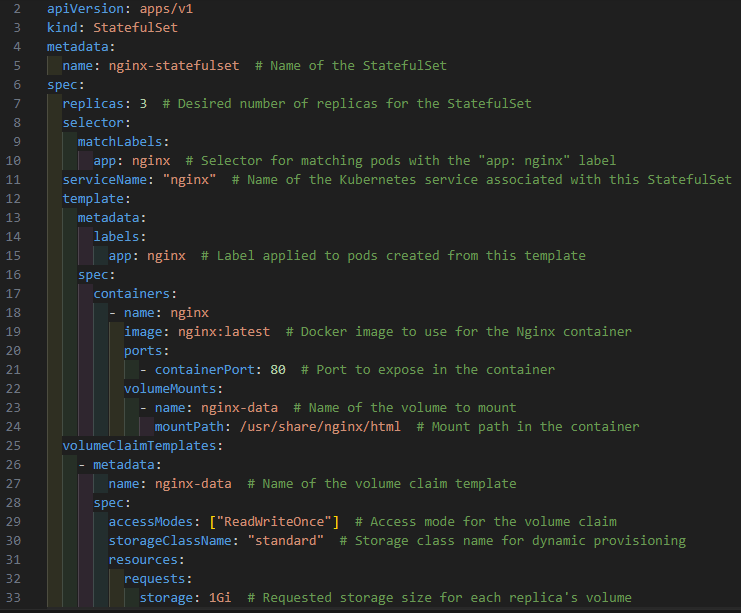 2 apiVersion: apps/v1
3 kind: StatefulSet
4 metadata:
5   name: nginx-statefulset  # Name of the StatefulSet
6 spec:
7   replicas: 3  # Desired number of replicas for the StatefulSet
8   selector:
9     matchLabels:
10       app: nginx  # Selector for matching pods with the "app: nginx" label
11   serviceName: "nginx"  # Name of the Kubernetes service associated with this StatefulSet
12   template:
13     metadata:
14       labels:
15         app: nginx  # Label applied to pods created from this template
16     spec:
17       containers:
18         - name: nginx
19           image: nginx:latest  # Docker image to use for the Nginx container
20           ports:
21             - containerPort: 80  # Port to expose in the container
22           volumeMounts:
23             - name: nginx-data  # Name of the volume to mount
24               mountPath: /usr/share/nginx/html  # Mount path in the container
25   volumeClaimTemplates:
26     - metadata:
27         name: nginx-data  # Name of the volume claim template
28       spec:
29         accessModes: ["ReadWriteOnce"]  # Access mode for the volume claim
30         storageClassName: "standard"  # Storage class name for dynamic provisioning
31         resources:
32           requests:
33             storage: 1Gi  # Requested storage size for each replica's volume